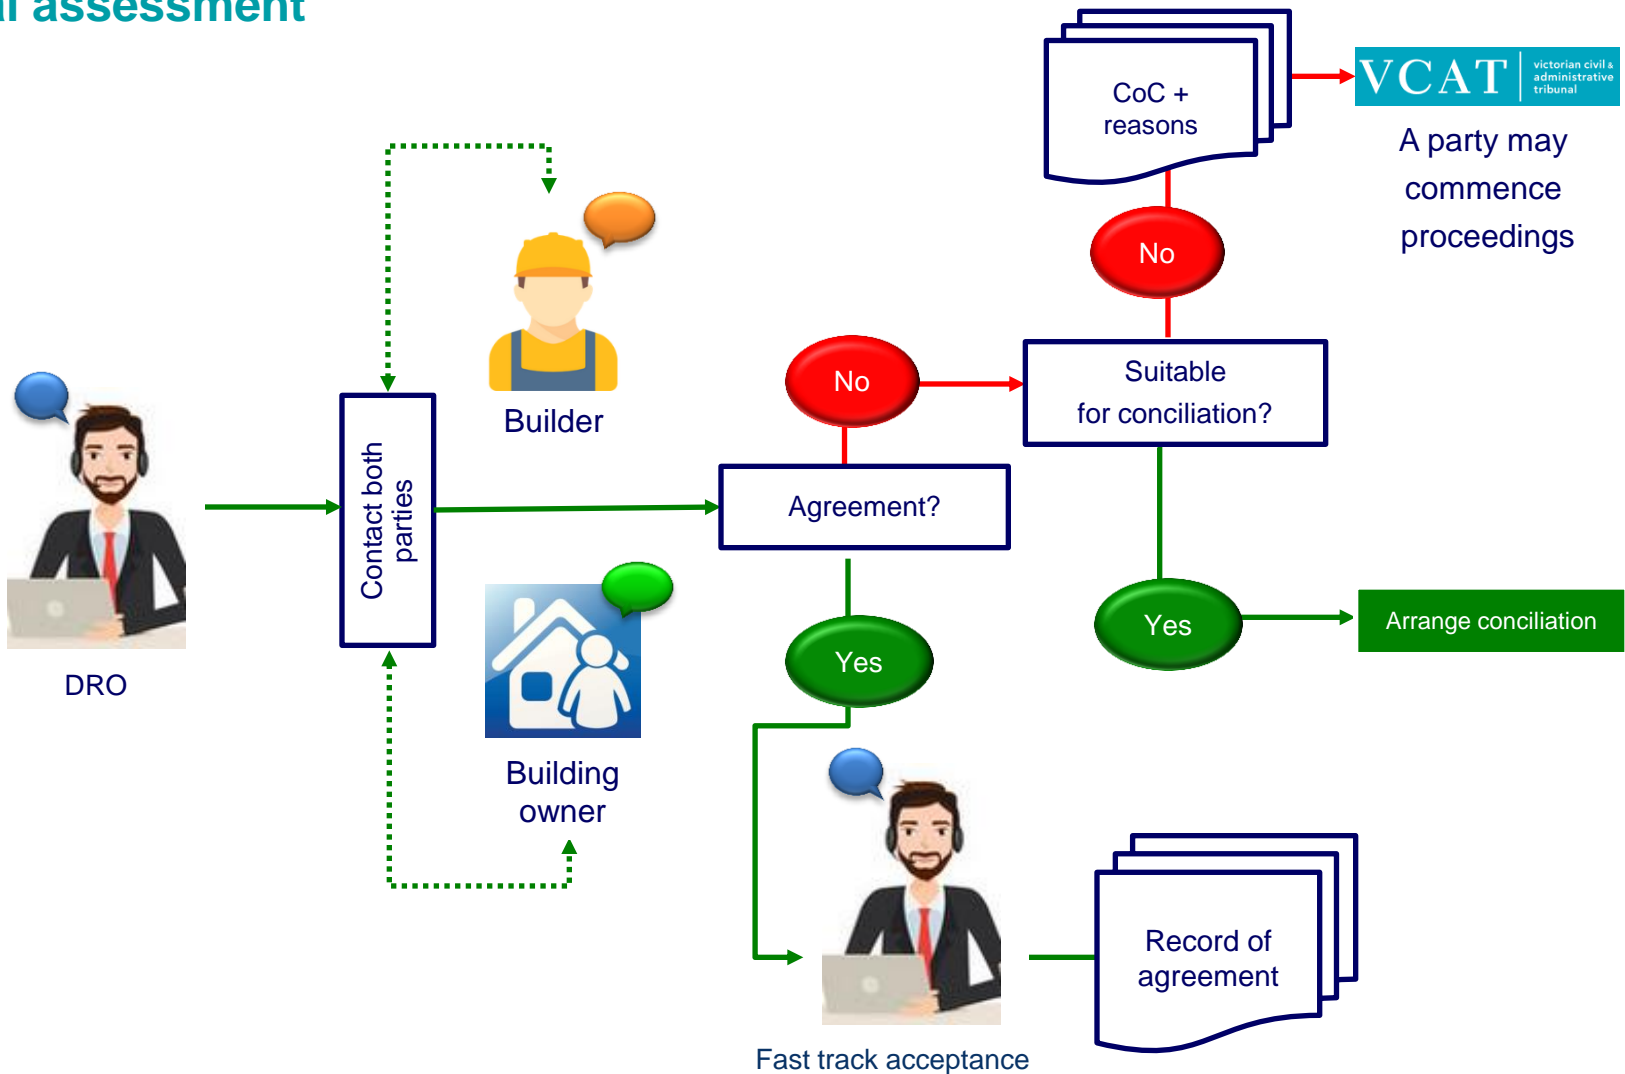 assessment
CoC +
reasons
VCAT
victorian civil &
administrative
tribunal
A party may
commence
proceedings
No
Builder
No
Suitable
for conciliation?
Contact both
parties
Agreement?
DRO
Yes
Arrange conciliation
Yes
Building
owner
Record of
agreement
Fast track acceptance